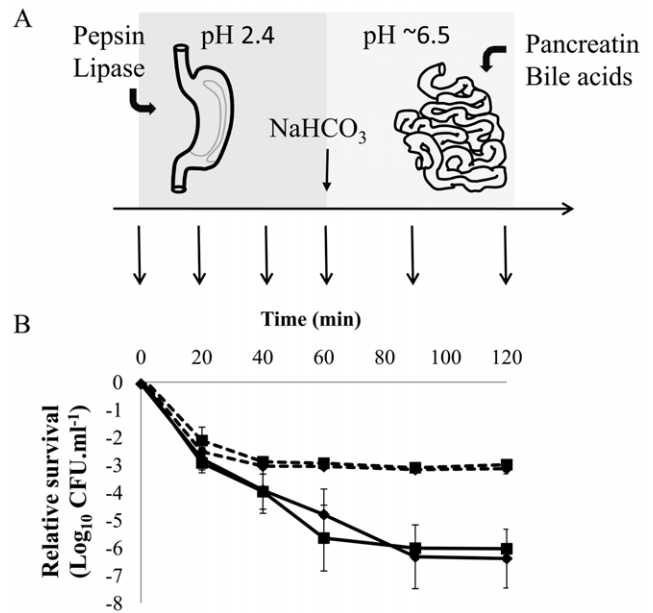 A
Pepsin
Lipase
pH 2.4
pH ~6.5
Pancreatin
Bile acids
NaHCO₃
B
Time (min)
0 20 40 60 80 100 120
0
-1
-2
-3
-4
-5
-6
-7
-8
Relative survival
(Log₁₀ CFU.ml⁻¹)